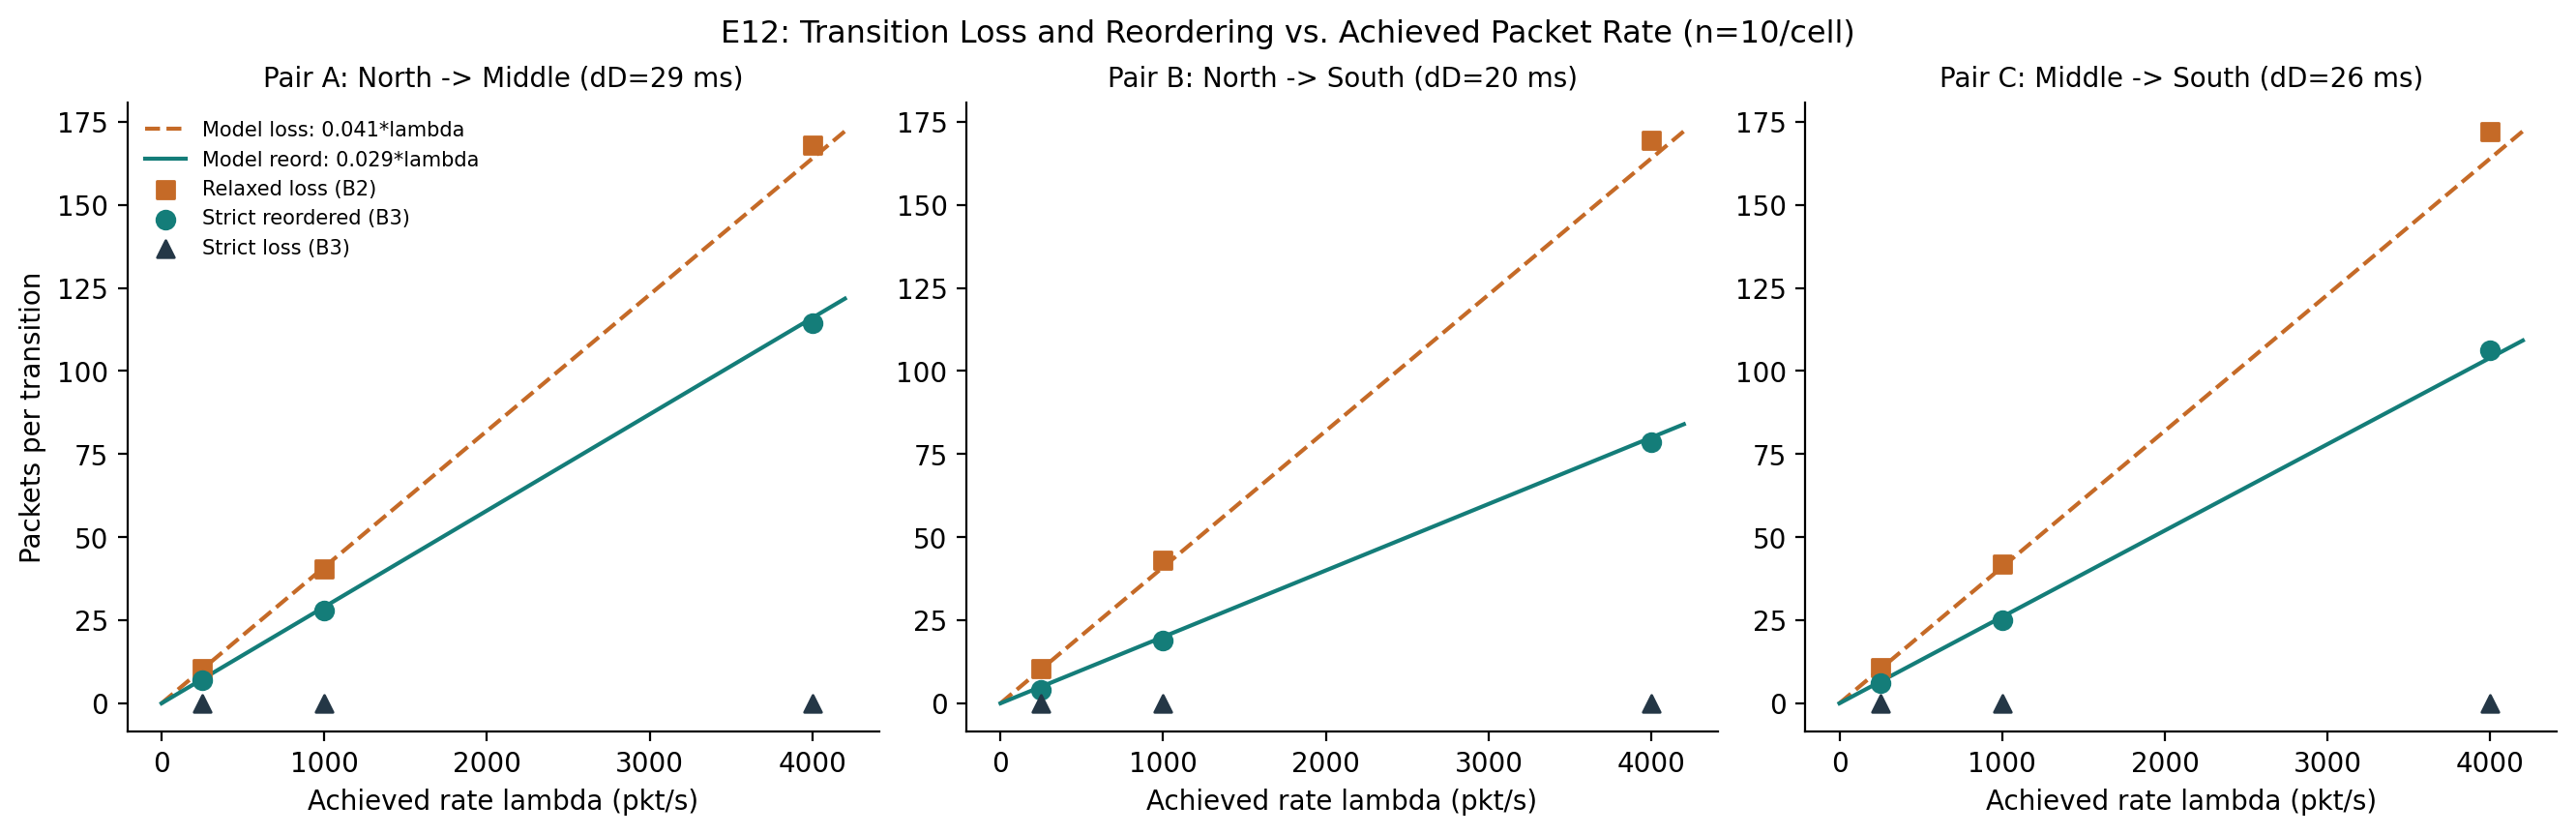 E12: Transition Loss and Reordering vs. Achieved Packet Rate (n=10/cell)
Pair A: North -> Middle (dD=29 ms)
Model loss: 0.041*lambda
Model reord: 0.029*lambda
Relaxed loss (B2)
Strict reordered (B3)
Strict loss (B3)
Packets per transition
175
150
125
100
75
50
25
0
0 1000 2000 3000 4000
Achieved rate lambda (pkt/s)
Pair B: North -> South (dD=20 ms)
175
150
125
100
75
50
25
0
0 1000 2000 3000 4000
Achieved rate lambda (pkt/s)
Pair C: Middle -> South (dD=26 ms)
175
150
125
100
75
50
25
0
0 1000 2000 3000 4000
Achieved rate lambda (pkt/s)